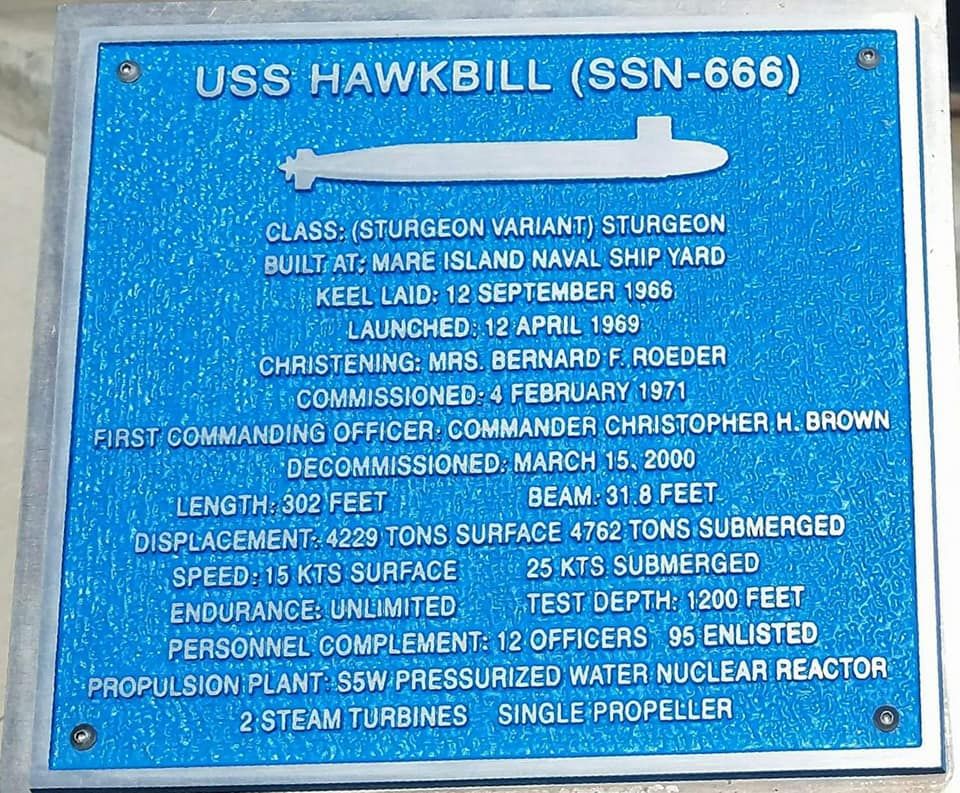 USS HAWKBILL (SSN-666)
CLASS: (STURGEON VARIANT) STURGEON
BUILT AT: MARE ISLAND NAVAL SHIP YARD
KEEL LAID: 12 SEPTEMBER 1966
LAUNCHED: 12 APRIL 1969
CHRISTENING: MRS. BERNARD F. ROEDER
COMMISSIONED: 4 FEBRUARY 1971
FIRST COMMANDING OFFICER: COMMANDER CHRISTOPHER H. BROWN
DECOMMISSIONED: MARCH 15, 2000
LENGTH: 302 FEET BEAM: 31.8 FEET
DISPLACEMENT: 4229 TONS SURFACE 4762 TONS SUBMERGED
SPEED: 15 KTS SURFACE 25 KTS SUBMERGED
ENDURANCE: UNLIMITED TEST DEPTH: 1200 FEET
PERSONNEL COMPLEMENT: 12 OFFICERS 95 ENLISTED
PROPULSION PLANT: S5W PRESSURIZED WATER NUCLEAR REACTOR
2 STEAM TURBINES SINGLE PROPELLER